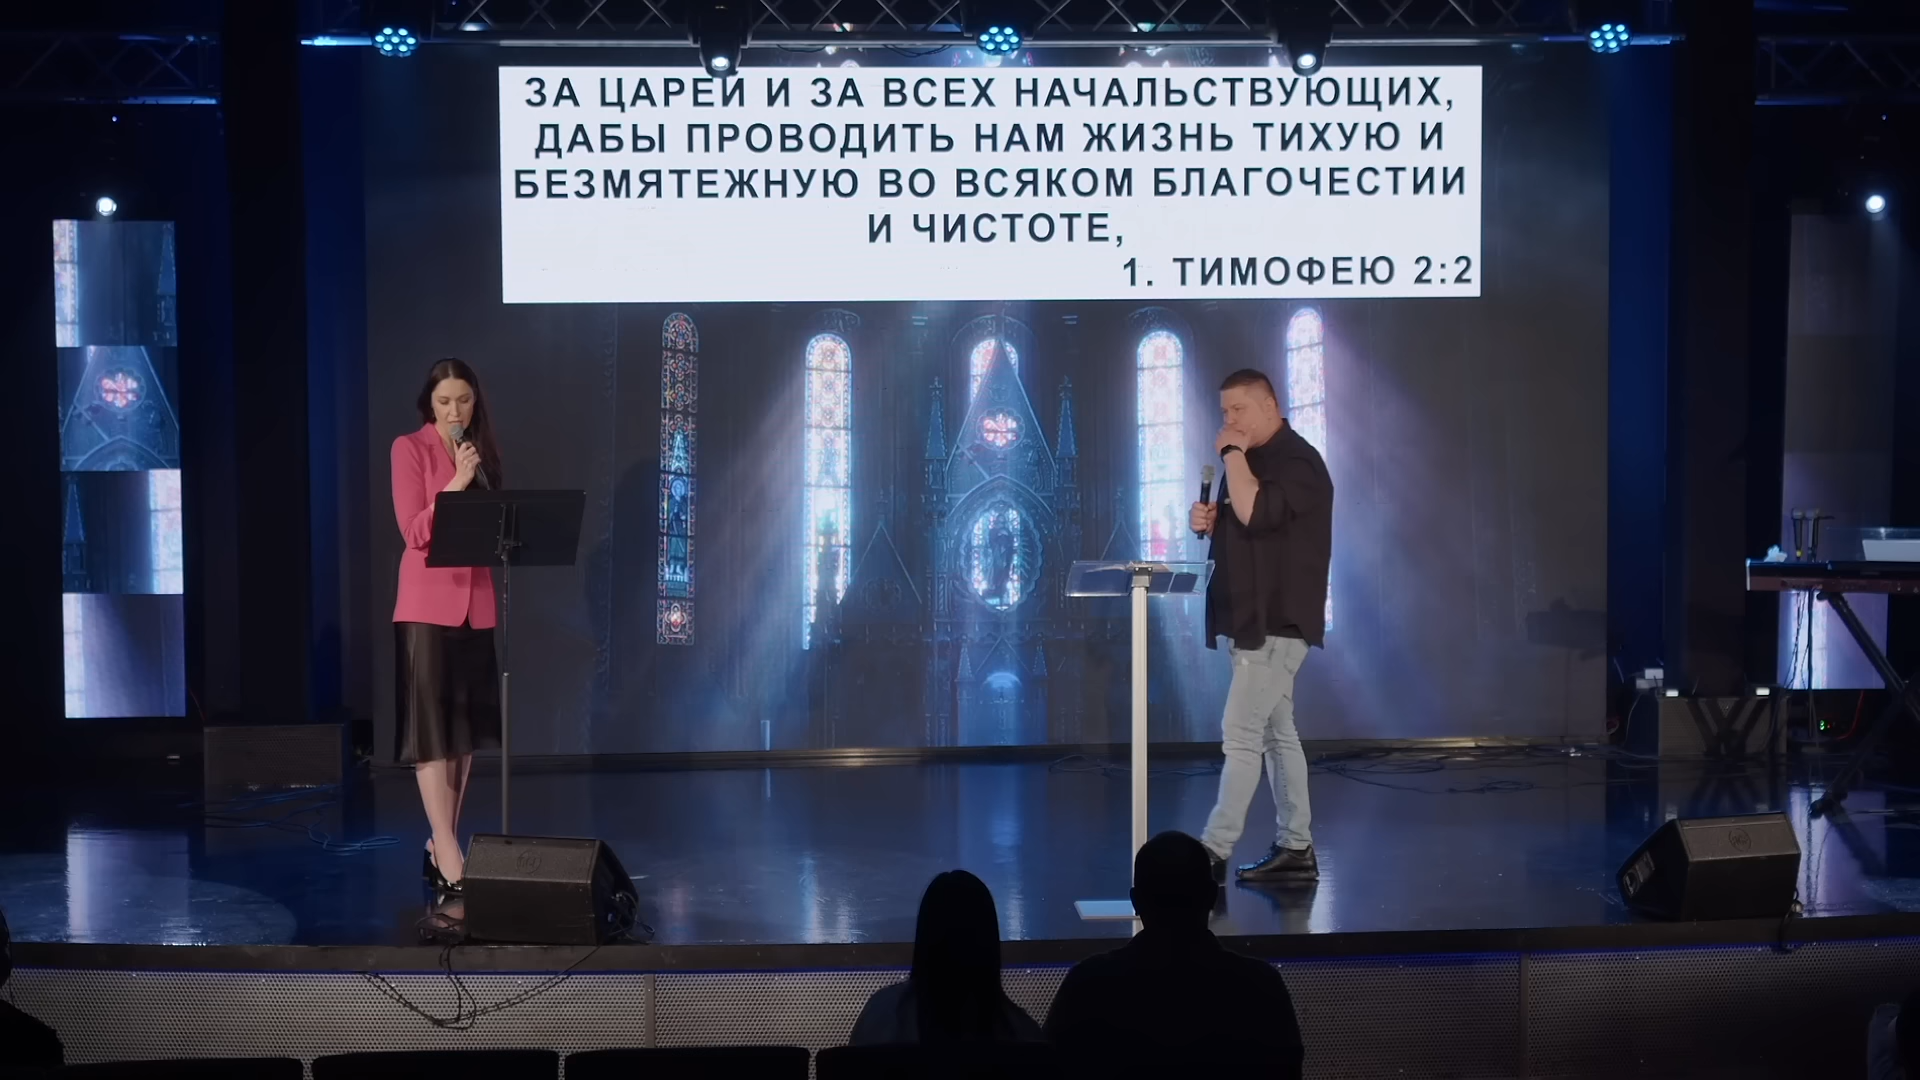 ЗА ЦАРЕЙ И ЗА ВСЕХ НАЧАЛЬСТВУЮЩИХ,
ДАБЫ ПРОВОДИТЬ НАМ ЖИЗНЬ ТИХУЮ И
БЕЗМЯТЕЖНУЮ ВО ВСЯКОМ БЛАГОЧЕСТИИ
И ЧИСТОТЕ,
1. ТИМОФЕЮ 2:2